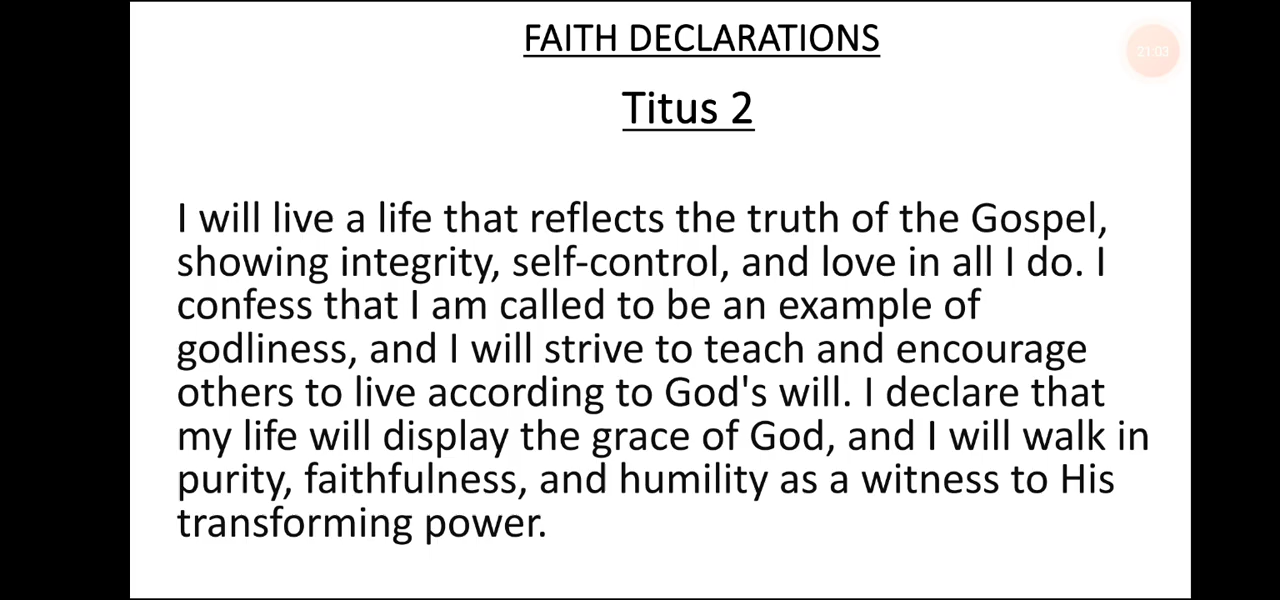 FAITH DECLARATIONS
21:03
Titus 2
I will live a life that reflects the truth of the Gospel,
showing integrity, self-control, and love in all I do. I
confess that I am called to be an example of
godliness, and I will strive to teach and encourage
others to live according to God's will. I declare that
my life will display the grace of God, and I will walk in
purity, faithfulness, and humility as a witness to His
transforming power.